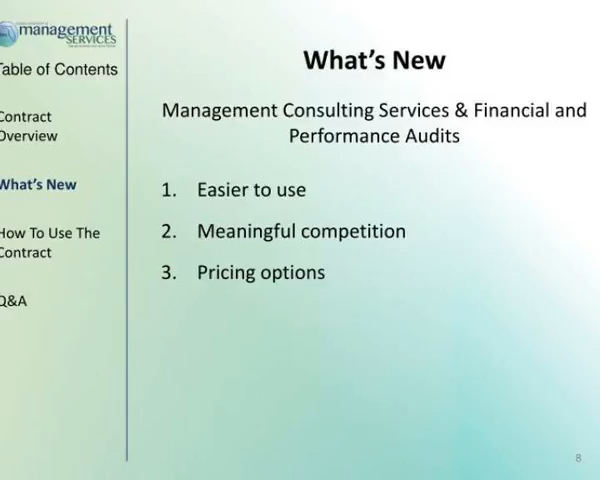 management
SERVICES
Table of Contents
Contract
Overview
What's New
How To Use The
Contract
Q&A
What's New
Management Consulting Services & Financial and
Performance Audits
1. Easier to use
2. Meaningful competition
3. Pricing options
8